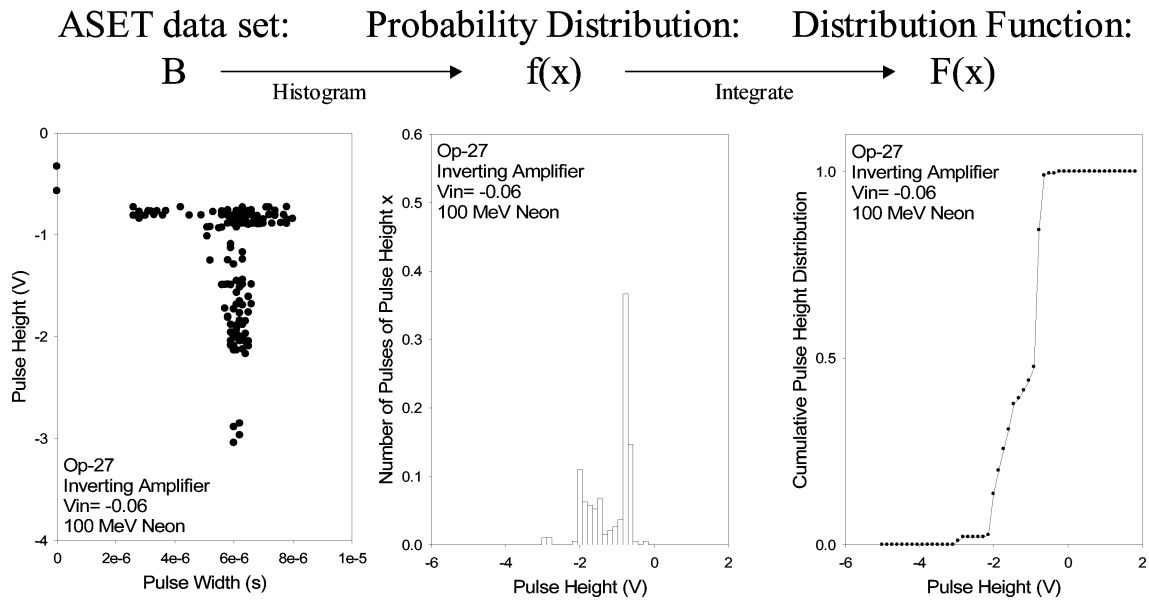 ASET data set:
B
Histogram
Probability Distribution:
f(x)
Integrate
Distribution Function:
F(x)
0
-1
-2
-3
-4
Pulse Height (V)
Op-27
Inverting Amplifier
Vin= -0.06
100 MeV Neon
0
2e-6
4e-6
6e-6
8e-6
1e-5
Pulse Width (s)
0.6
0.5
0.4
0.3
0.2
0.1
0.0
Number of Pulses of Pulse Height x
Op-27
Inverting Amplifier
Vin= -0.06
100 MeV Neon
-6
-4
-2
0
2
Pulse Height (V)
1.0
0.5
0.0
Cumulative Pulse Height Distribution
Op-27
Inverting Amplifier
Vin= -0.06
100 MeV Neon
-6
-4
-2
0
2
Pulse Height (V)